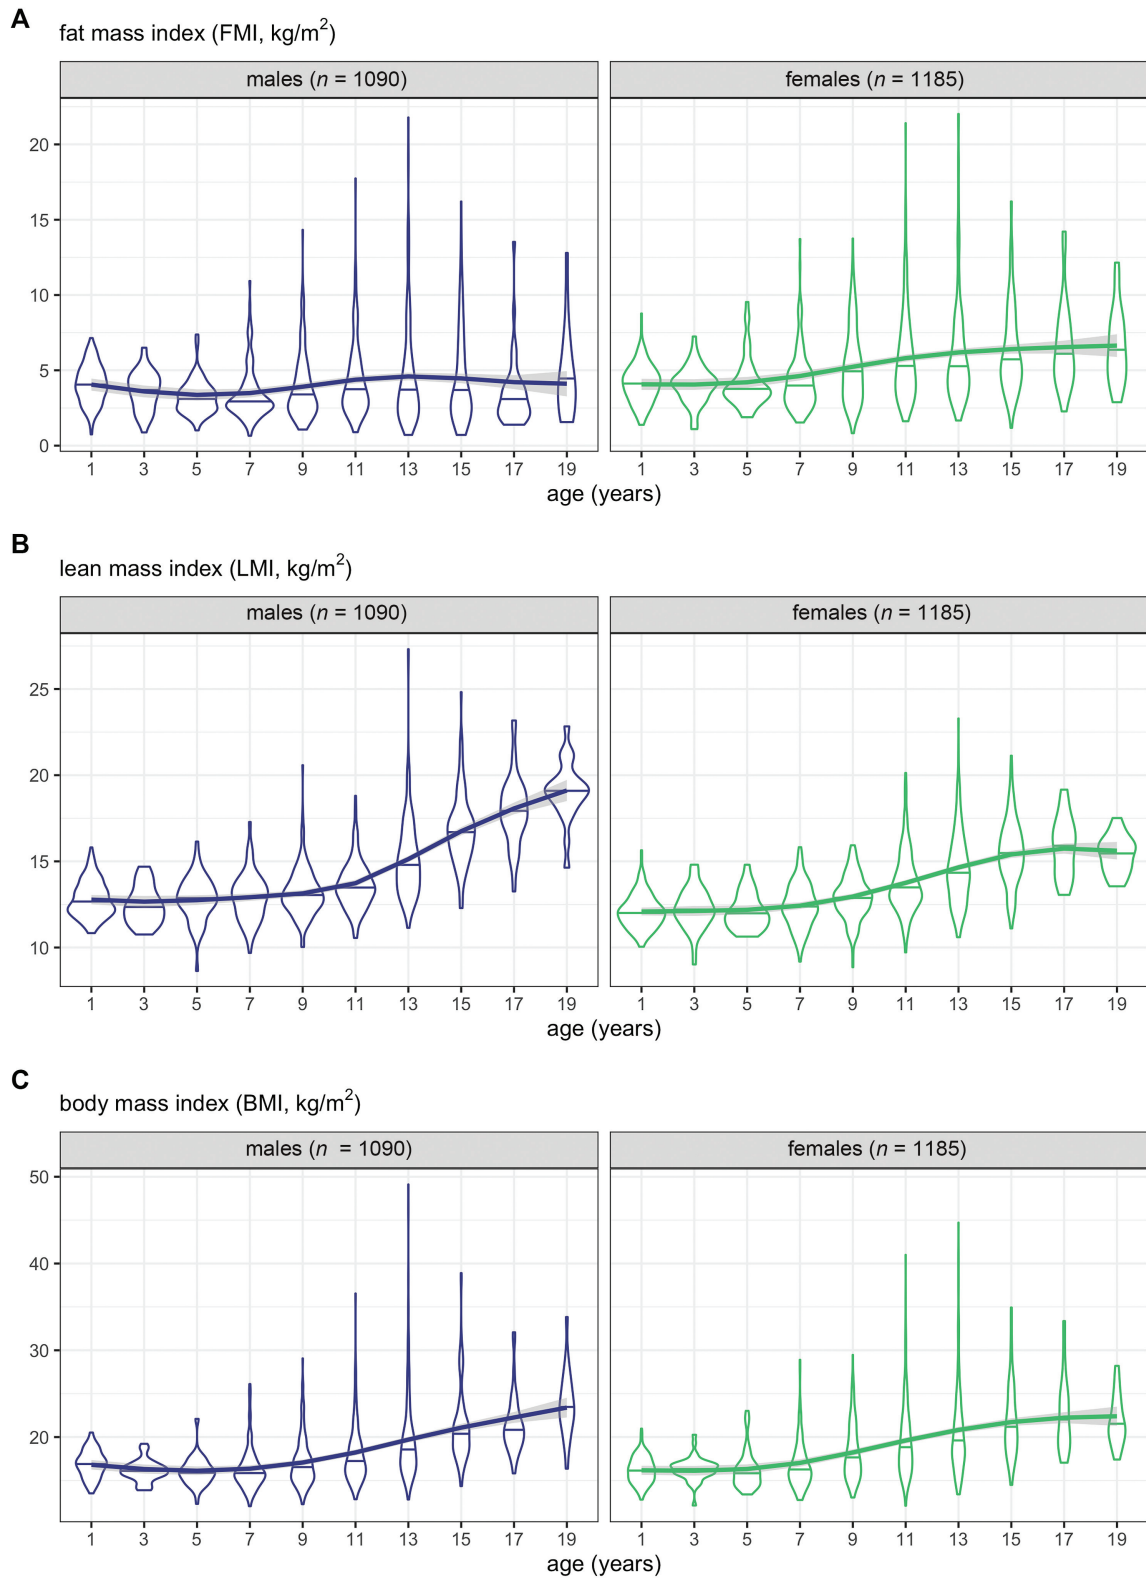 A
fat mass index (FMI, kg/m²)
males (n = 1090)
females (n = 1185)
20
15
10
5
0
1 3 5 7 9 11 13 15 17 19
1 3 5 7 9 11 13 15 17 19
age (years)
B
lean mass index (LMI, kg/m²)
males (n = 1090)
females (n = 1185)
25
20
15
10
1 3 5 7 9 11 13 15 17 19
1 3 5 7 9 11 13 15 17 19
age (years)
C
body mass index (BMI, kg/m²)
males (n = 1090)
females (n = 1185)
50
40
30
20
1 3 5 7 9 11 13 15 17 19
1 3 5 7 9 11 13 15 17 19
age (years)